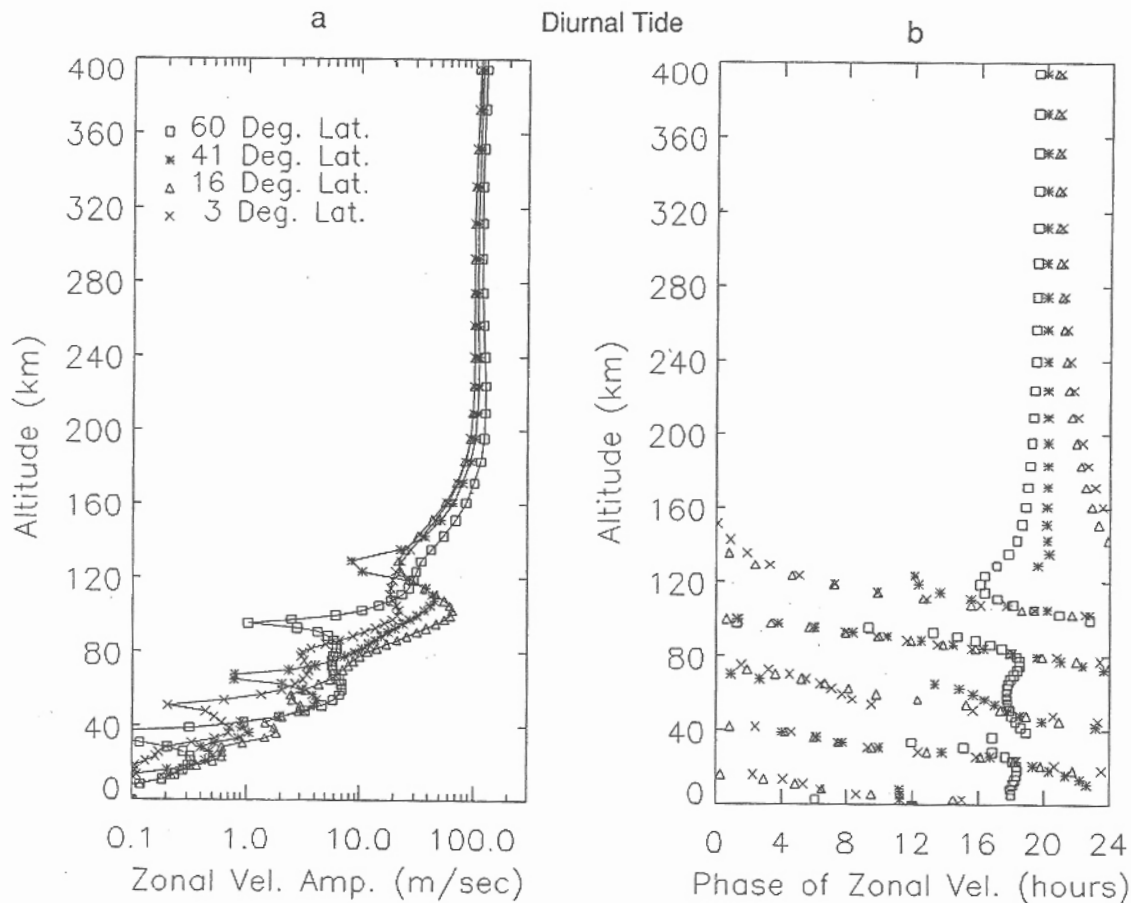 a
Diurnal Tide
b
400
360
320
280
240
200
160
120
80
40
0
60 Deg. Lat.
41 Deg. Lat.
16 Deg. Lat.
3 Deg. Lat.
Altitude (km)
0.1 1.0 10.0 100.0
Zonal Vel. Amp. (m/sec)
400
360
320
280
240
200
160
120
80
40
0
Altitude (km)
0 4 8 12 16 20 24
Phase of Zonal Vel. (hours)